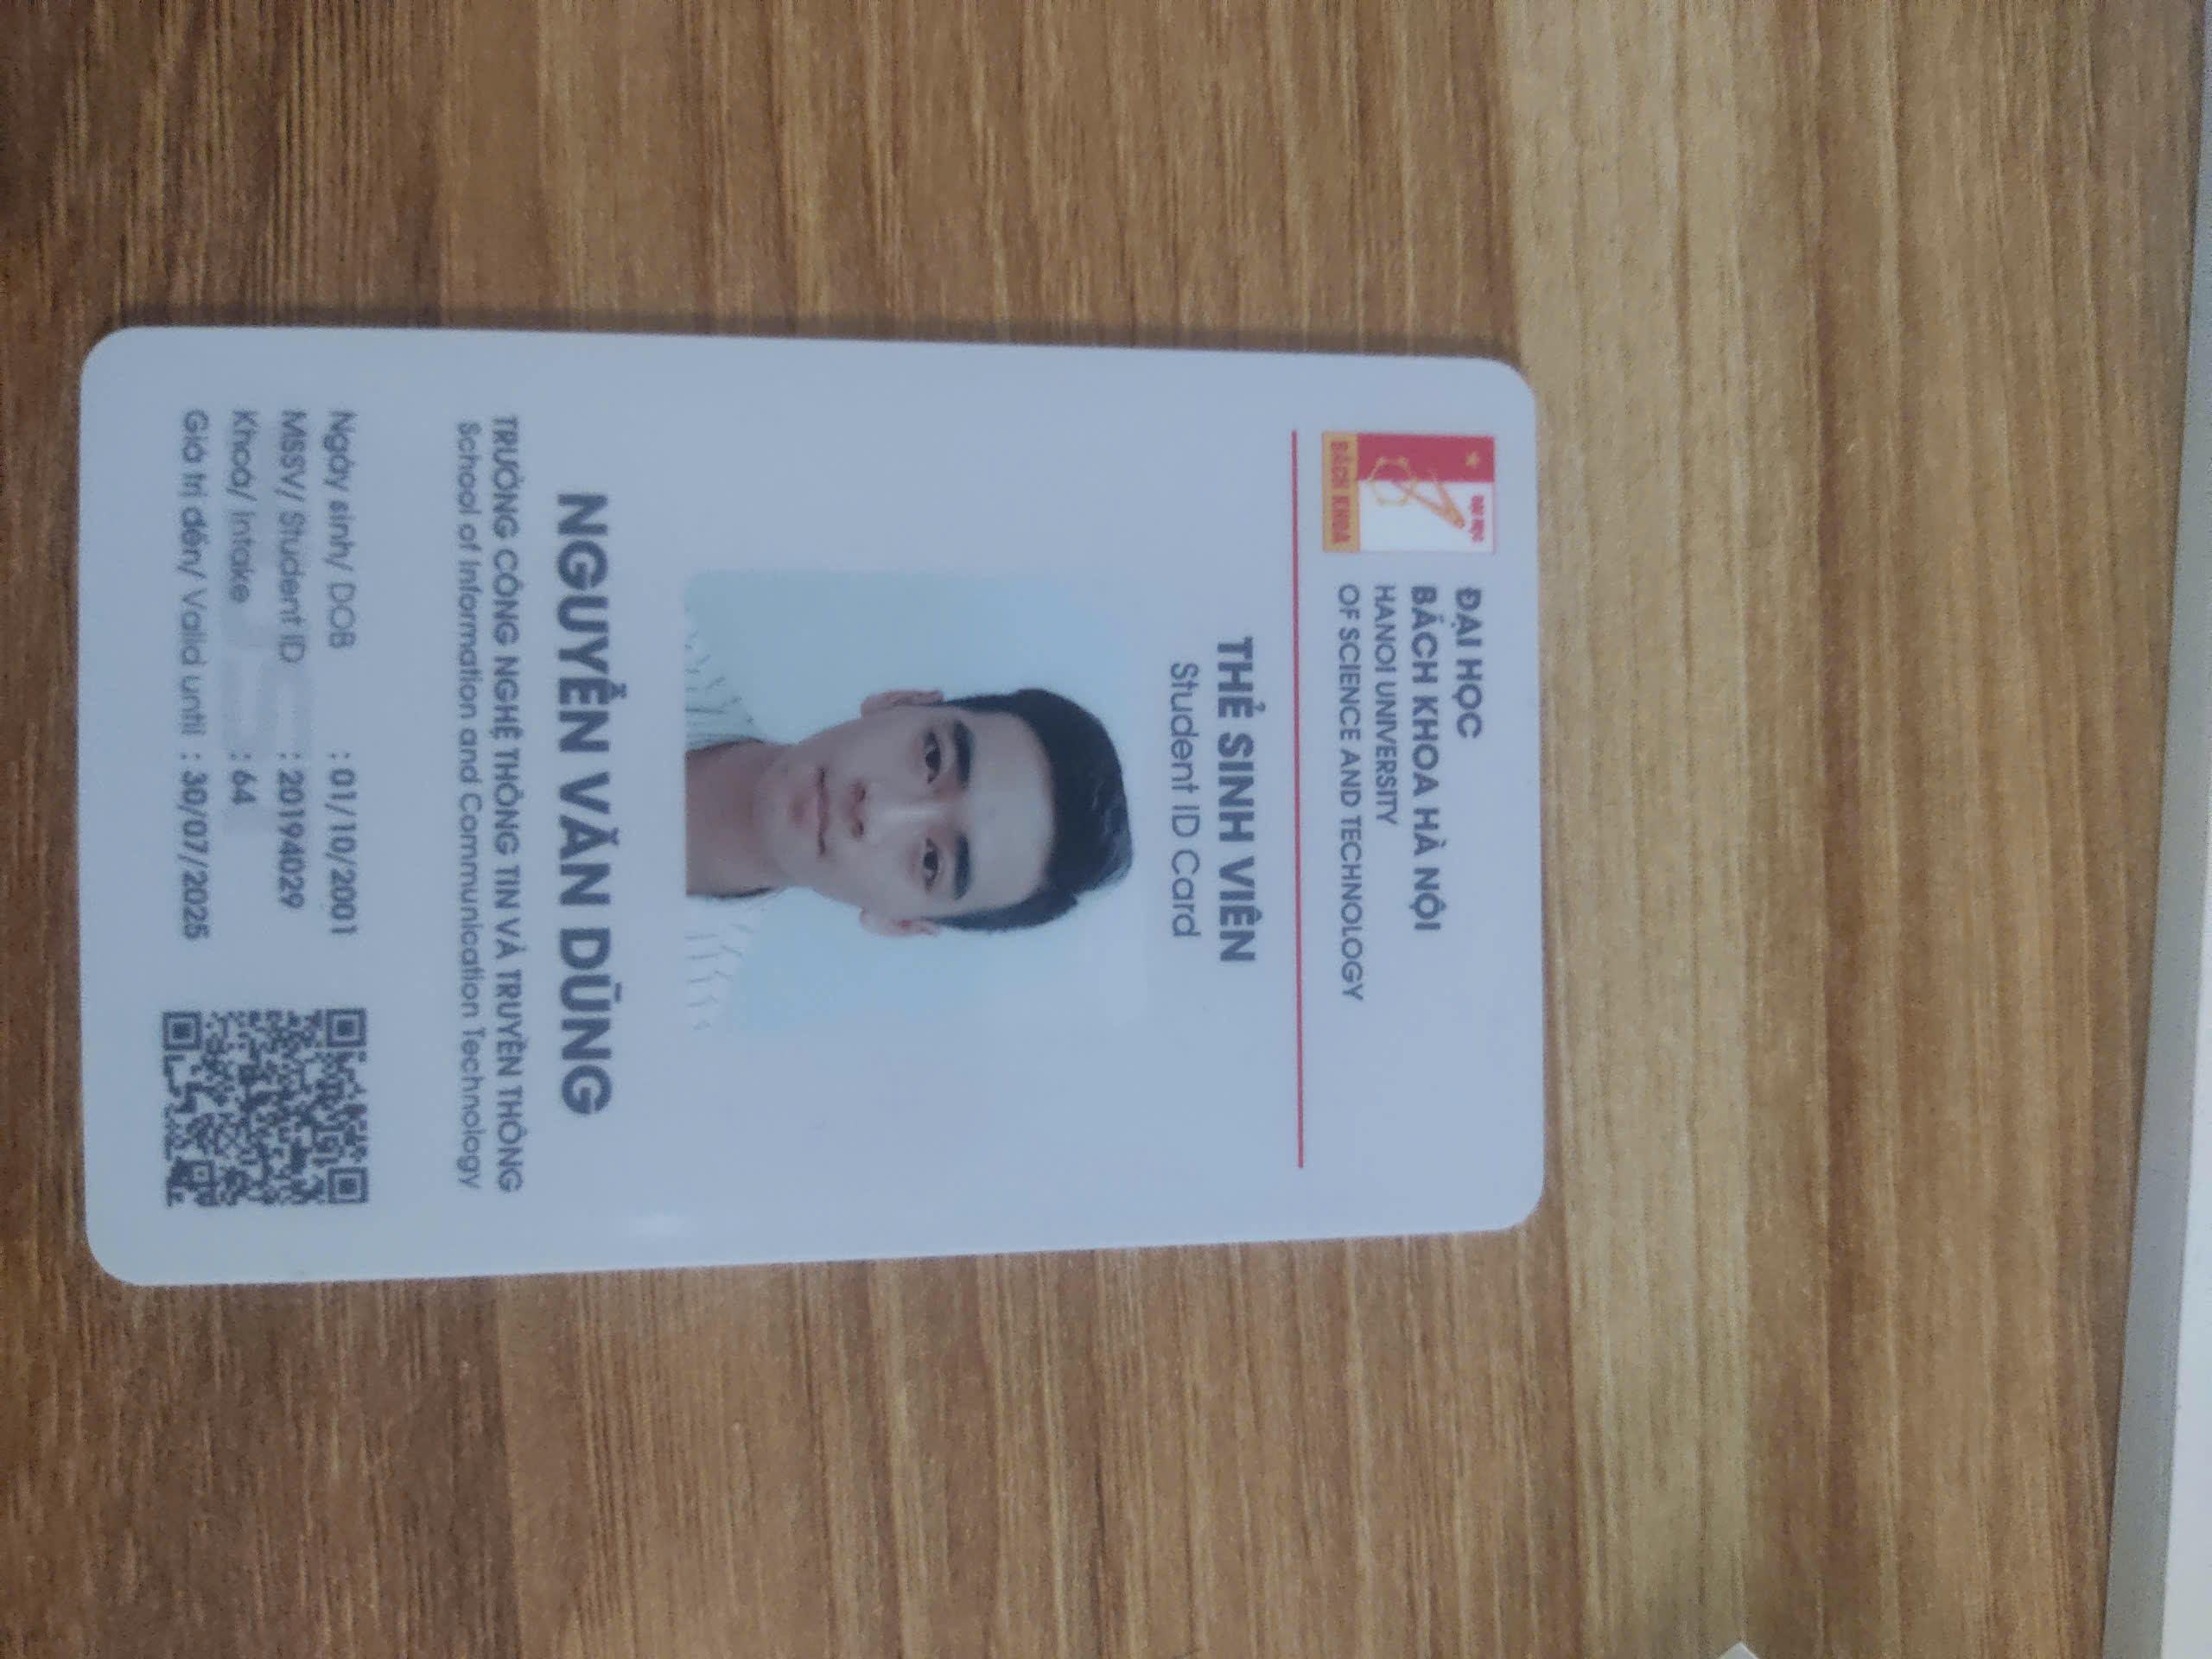 ĐẠI HỌC
BÁCH KHOA
ĐẠI HỌC
BÁCH KHOA HÀ NỘI
HANOI UNIVERSITY
OF SCIENCE AND TECHNOLOGY
THẺ SINH VIÊN
Student ID Card
NGUYỄN VĂN DŨNG
TRƯỜNG CÔNG NGHỆ THÔNG TIN VÀ TRUYỀN THÔNG
School of Information and Communication Technology
Ngày sinh/ DOB : 01/10/2001
MSSV/ Student ID : 20194029
Khoá/ Intake : 64
Giá trị đến/ Valid until : 30/07/2025